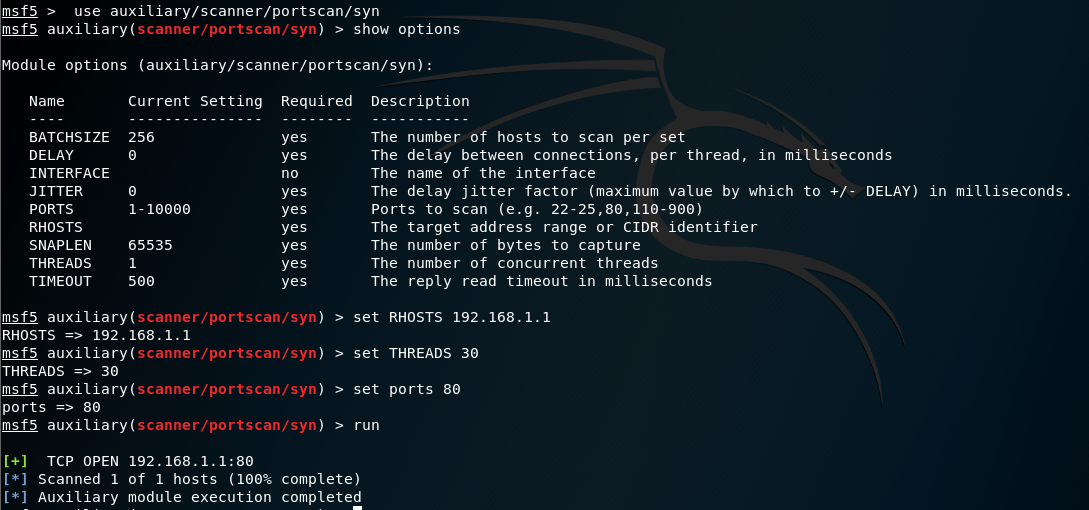 msf5 >  use auxiliary/scanner/portscan/syn
msf5 auxiliary(scanner/portscan/syn) > show options
Module options (auxiliary/scanner/portscan/syn):
Name       Current Setting  Required  Description
----       ---------------  --------  -----------
BATCHSIZE  256              yes       The number of hosts to scan per set
DELAY      0                yes       The delay between connections, per thread, in milliseconds
INTERFACE                   no        The name of the interface
JITTER     0                yes       The delay jitter factor (maximum value by which to +/- DELAY) in milliseconds.
PORTS      1-10000          yes       Ports to scan (e.g. 22-25,80,110-900)
RHOSTS                      yes       The target address range or CIDR identifier
SNAPLEN    65535            yes       The number of bytes to capture
THREADS    1                yes       The number of concurrent threads
TIMEOUT    500              yes       The reply read timeout in milliseconds
msf5 auxiliary(scanner/portscan/syn) > set RHOSTS 192.168.1.1
RHOSTS => 192.168.1.1
msf5 auxiliary(scanner/portscan/syn) > set THREADS 30
THREADS => 30
msf5 auxiliary(scanner/portscan/syn) > set ports 80
ports => 80
msf5 auxiliary(scanner/portscan/syn) > run
[+]  TCP OPEN 192.168.1.1:80
[*] Scanned 1 of 1 hosts (100% complete)
[*] Auxiliary module execution completed